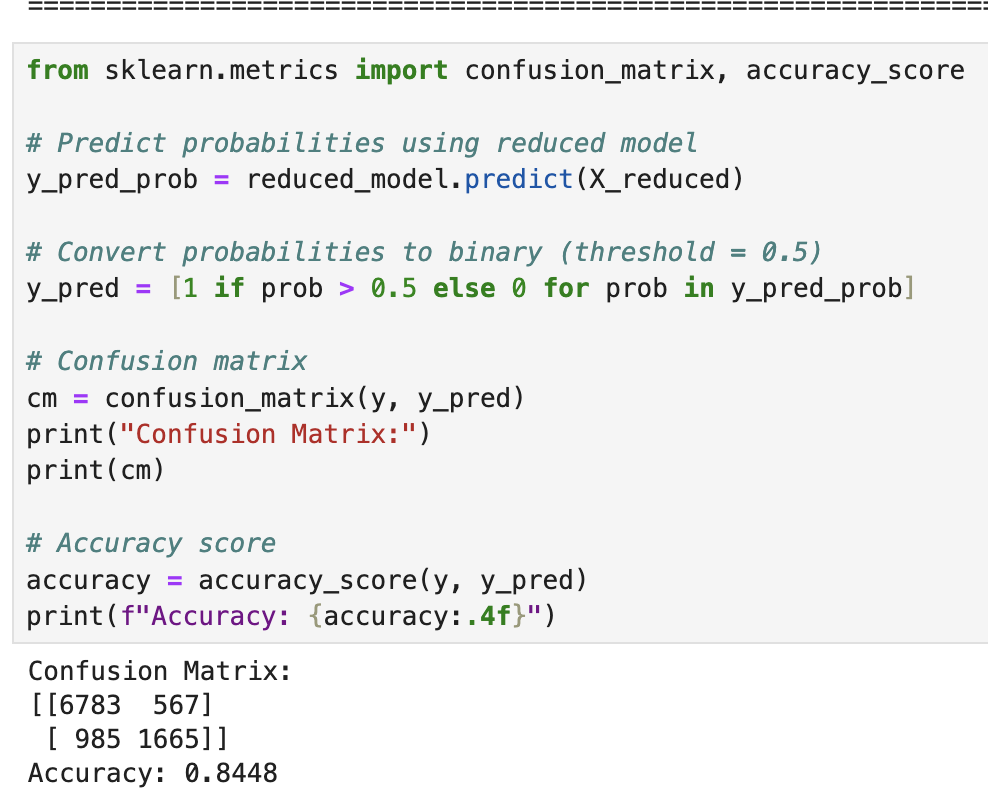 ==============================================================
from sklearn.metrics import confusion_matrix, accuracy_score
# Predict probabilities using reduced model
y_pred_prob = reduced_model.predict(X_reduced)
# Convert probabilities to binary (threshold = 0.5)
y_pred = [1 if prob > 0.5 else 0 for prob in y_pred_prob]
# Confusion matrix
cm = confusion_matrix(y, y_pred)
print("Confusion Matrix:")
print(cm)
# Accuracy score
accuracy = accuracy_score(y, y_pred)
print(f"Accuracy: {accuracy:.4f}")
Confusion Matrix:
[[6783  567]
 [ 985 1665]]
Accuracy: 0.8448